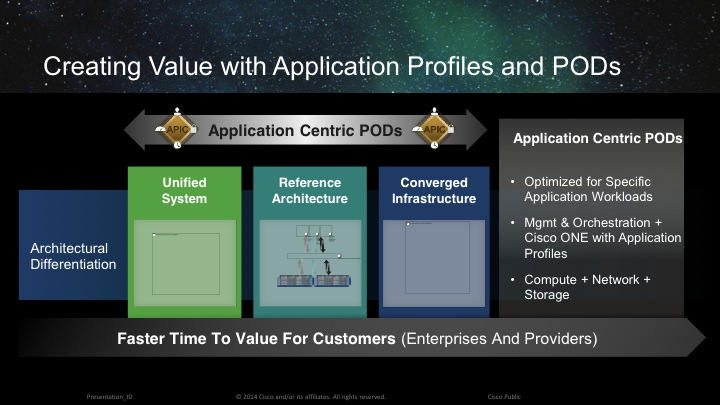 Creating Value with Application Profiles and PODs
APIC
Application Centric PODs
APIC
Unified
System
Reference
Architecture
Converged
Infrastructure
Architectural
Differentiation
Application Centric PODs
• Optimized for Specific
Application Workloads
• Mgmt & Orchestration +
Cisco ONE with Application
Profiles
• Compute + Network +
Storage
Faster Time To Value For Customers (Enterprises And Providers)
Presentation_ID
© 2014 Cisco and/or its affiliates. All rights reserved.
Cisco Public